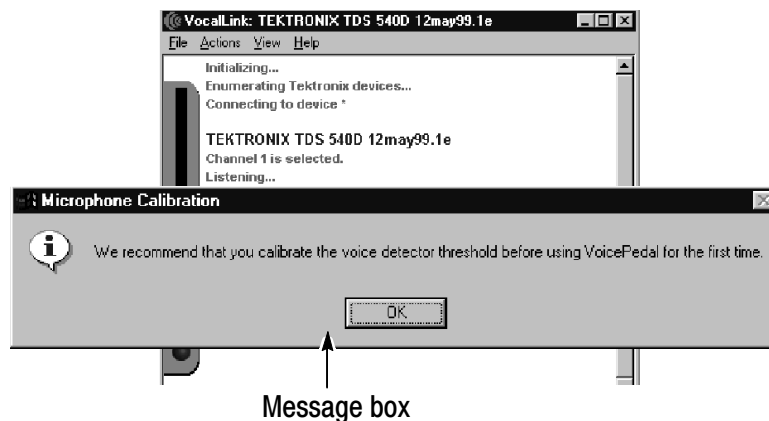 VocalLink: TEKTRONIX TDS 540D 12may99.1e
File Actions View Help
Initializing...
Enumerating Tektronix devices...
Connecting to device *
TEKTRONIX TDS 540D 12may99.1e
Channel 1 is selected.
Listening...
Microphone Calibration
We recommend that you calibrate the voice detector threshold before using VoicePedal for the first time.
OK
Message box